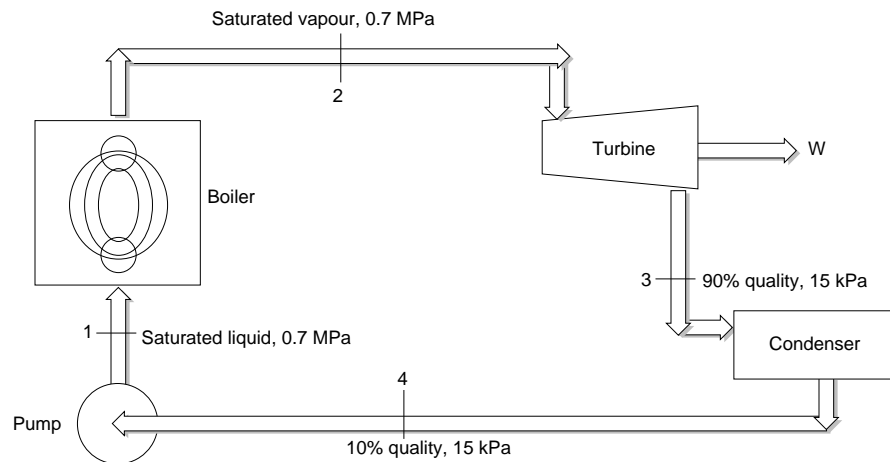 Saturated vapour, 0.7 MPa
2
Turbine
W
Boiler
3
90% quality, 15 kPa
1
Saturated liquid, 0.7 MPa
Condenser
4
Pump
10% quality, 15 kPa